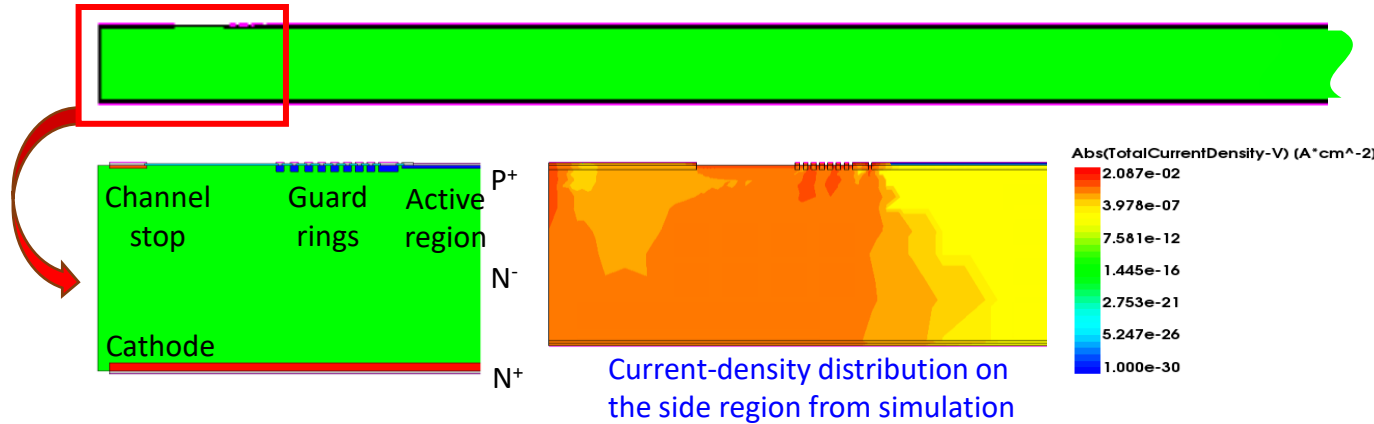 Channel
stop
Guard
rings
Active
region
P+
N-
Cathode
N+
Current-density distribution on
the side region from simulation
Abs(TotalCurrentDensity-V) (A*cm^-2)
2.087e-02
3.978e-07
7.581e-12
1.445e-16
2.753e-21
5.247e-26
1.000e-30